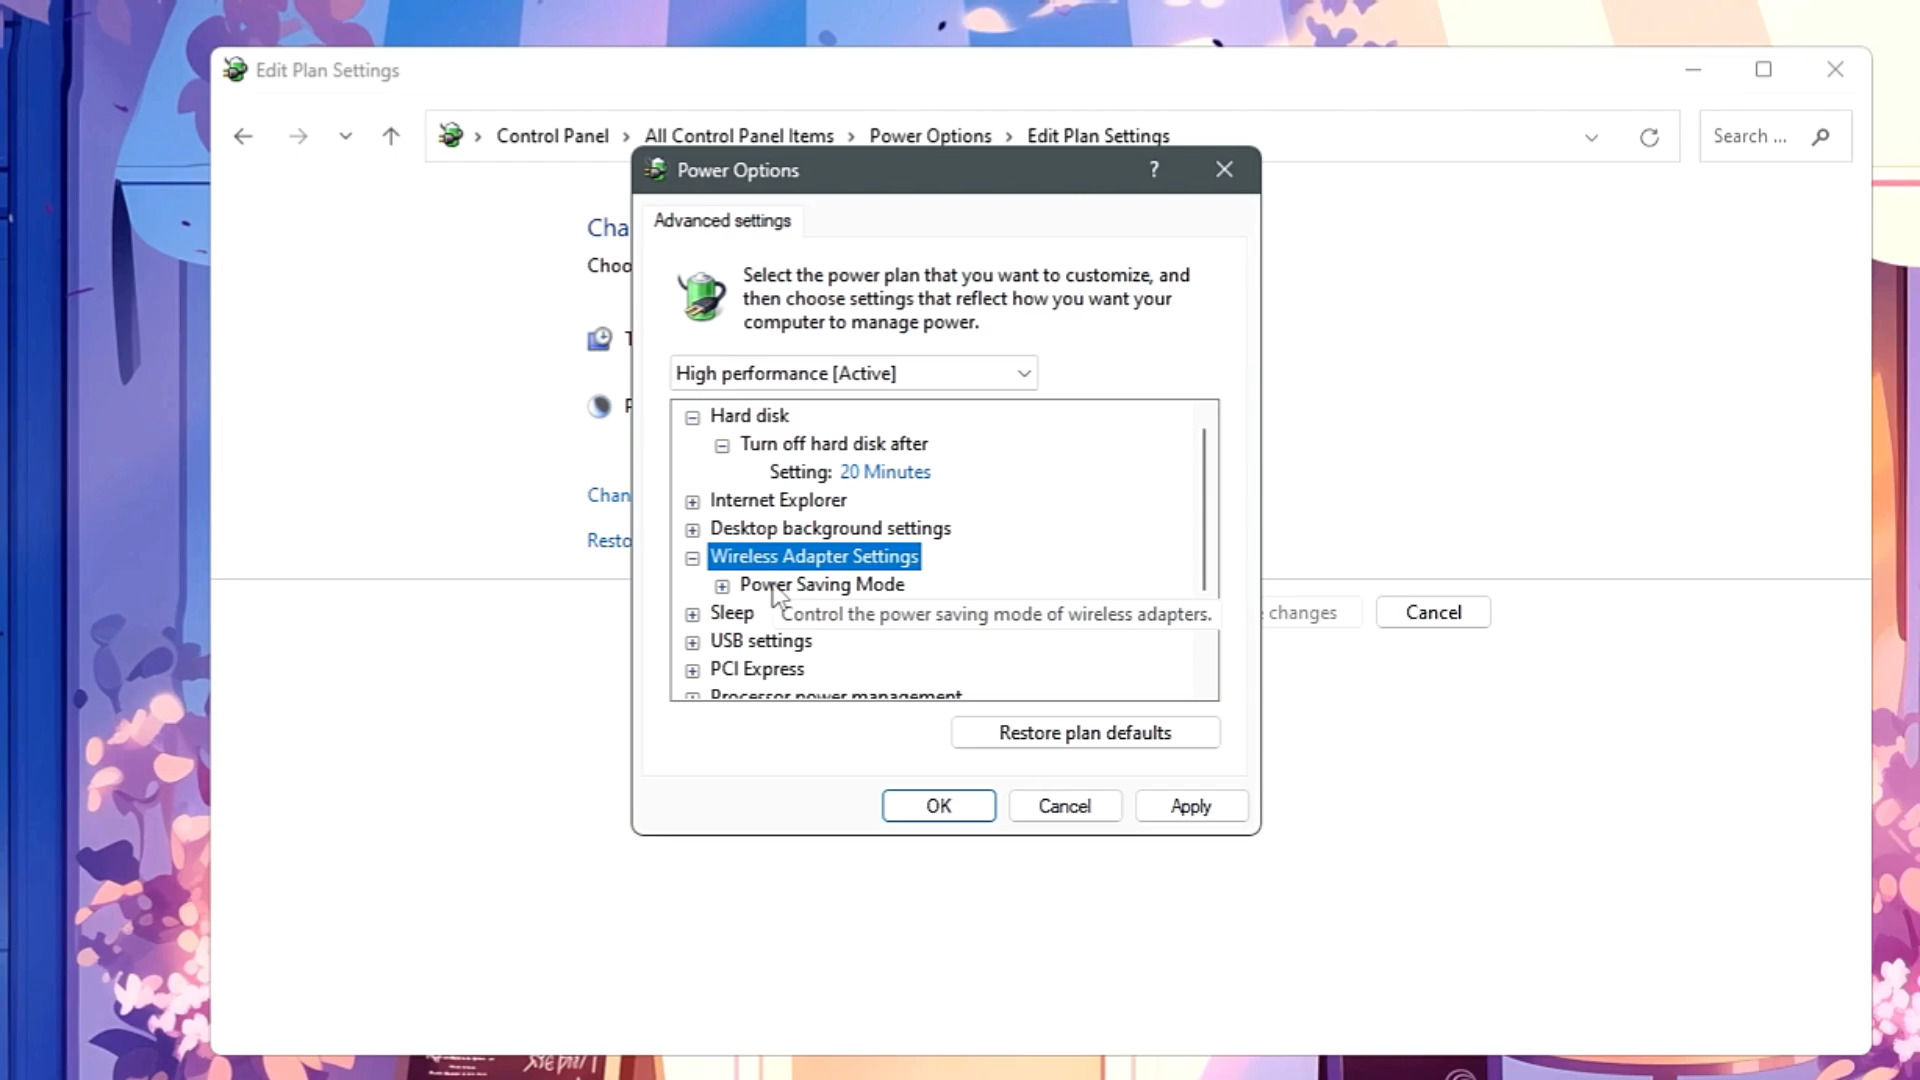 Edit Plan Settings
Control Panel > All Control Panel Items > Power Options > Edit Plan Settings
Search ...
Power Options
?
Advanced settings
Cha
Choo
Select the power plan that you want to customize, and
then choose settings that reflect how you want your
computer to manage power.
High performance [Active]
Hard disk
Turn off hard disk after
Setting: 20 Minutes
Chan
Internet Explorer
Desktop background settings
Resto
Wireless Adapter Settings
Power Saving Mode
Sleep
Control the power saving mode of wireless adapters.
changes
Cancel
USB settings
PCI Express
Processor power management
Restore plan defaults
OK
Cancel
Apply